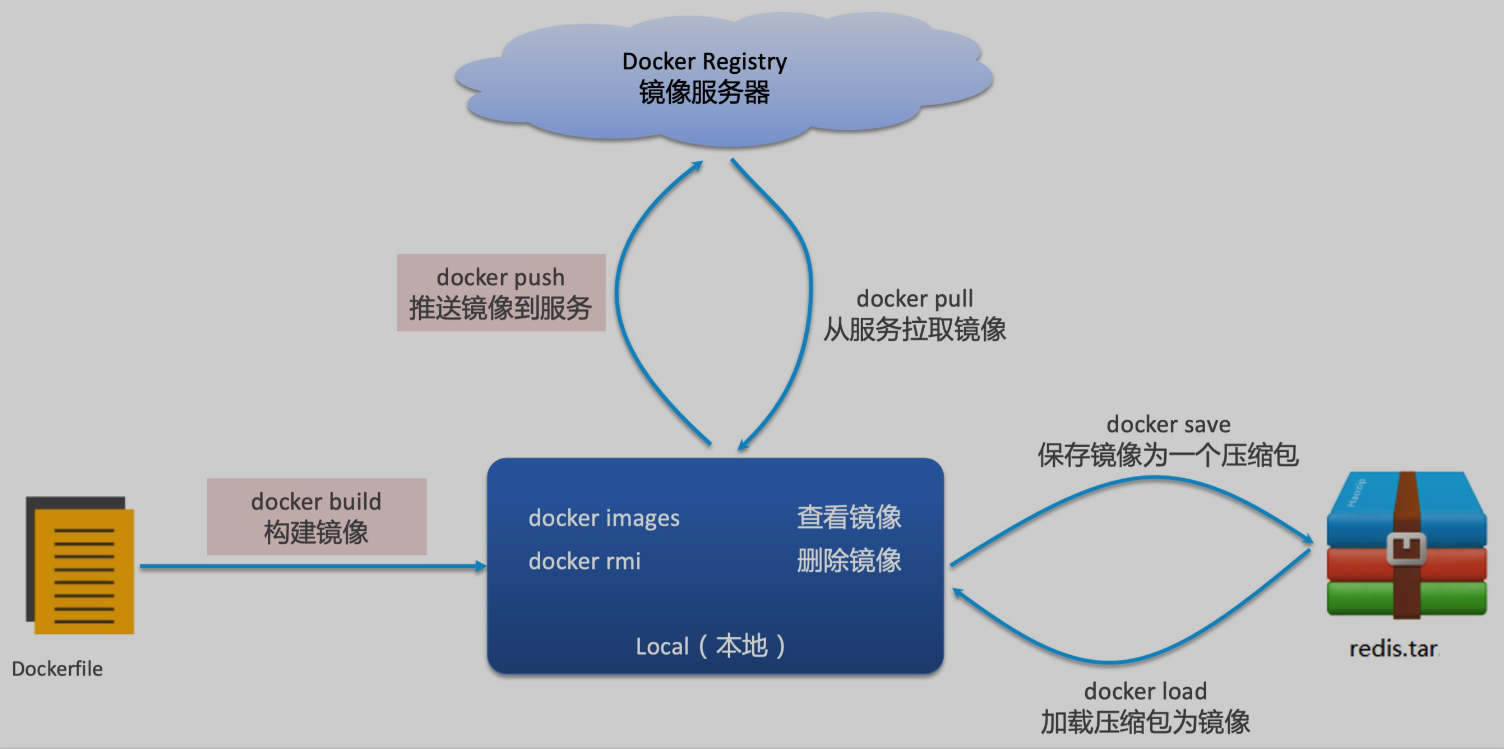 Docker Registry
镜像服务器
docker push
推送镜像到服务
docker pull
从服务拉取镜像
docker save
保存镜像为一个压缩包
docker build
构建镜像
docker images 查看镜像
docker rmi 删除镜像
Local（本地）
Haozip
redis.tar
Dockerfile
docker load
加载压缩包为镜像